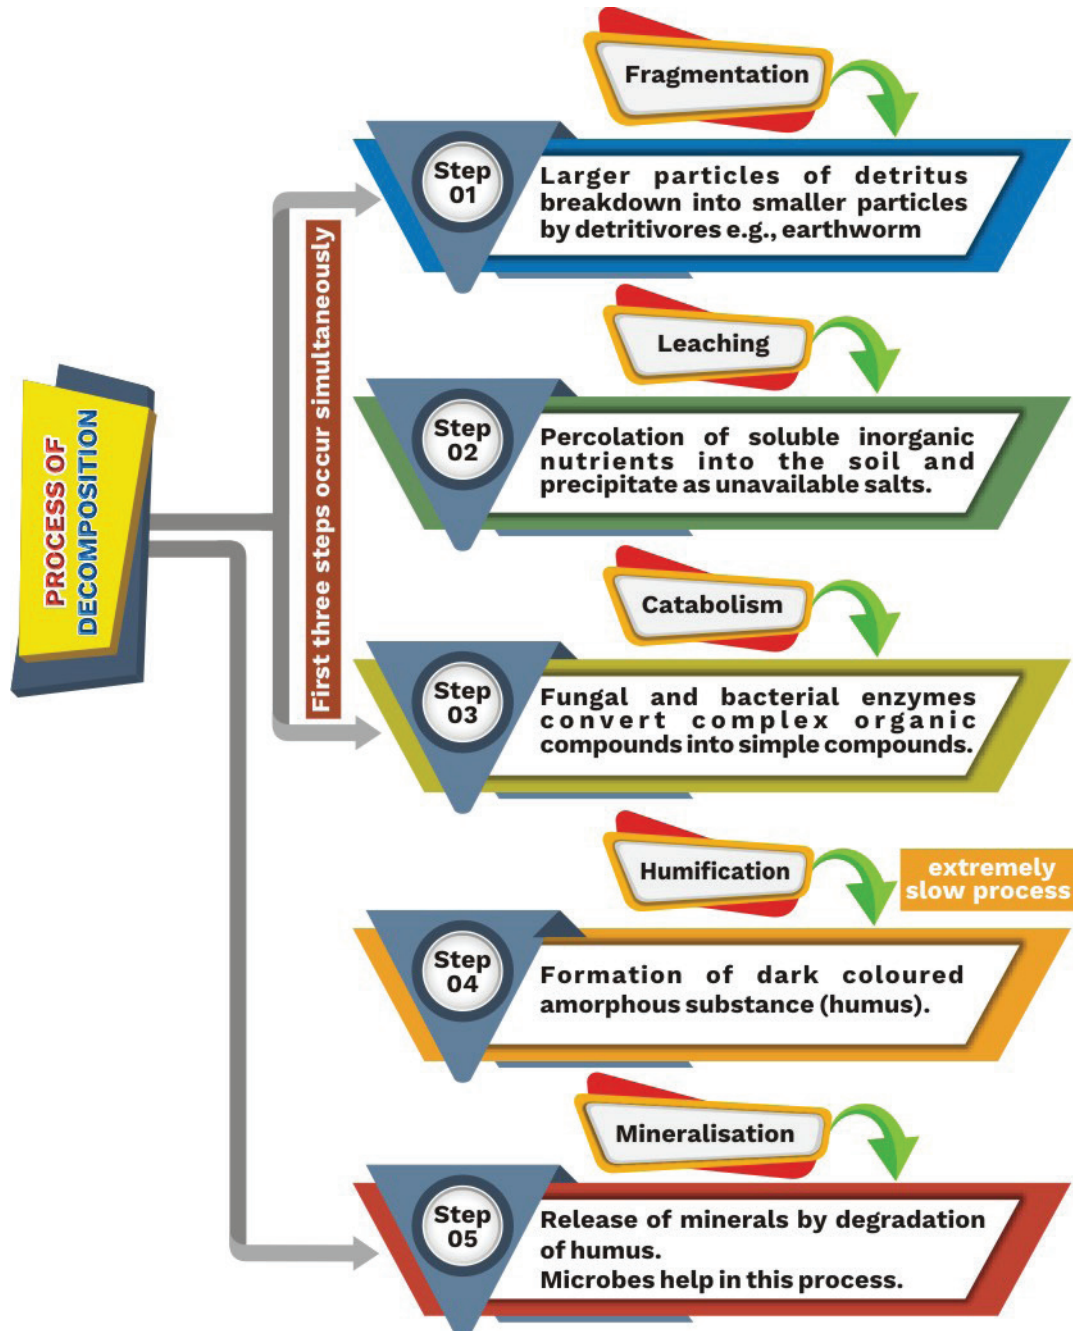 PROCESS OF
DECOMPOSITION
First three steps occur simultaneously
Fragmentation
Step
01
Larger particles of detritus
breakdown into smaller particles
by detritivores e.g., earthworm
Leaching
Step
02
Percolation of soluble inorganic
nutrients into the soil and
precipitate as unavailable salts.
Catabolism
Step
03
Fungal and bacterial enzymes
convert complex organic
compounds into simple compounds.
Humification
extremely
slow process
Step
04
Formation of dark coloured
amorphous substance (humus).
Mineralisation
Step
05
Release of minerals by degradation
of humus.
Microbes help in this process.